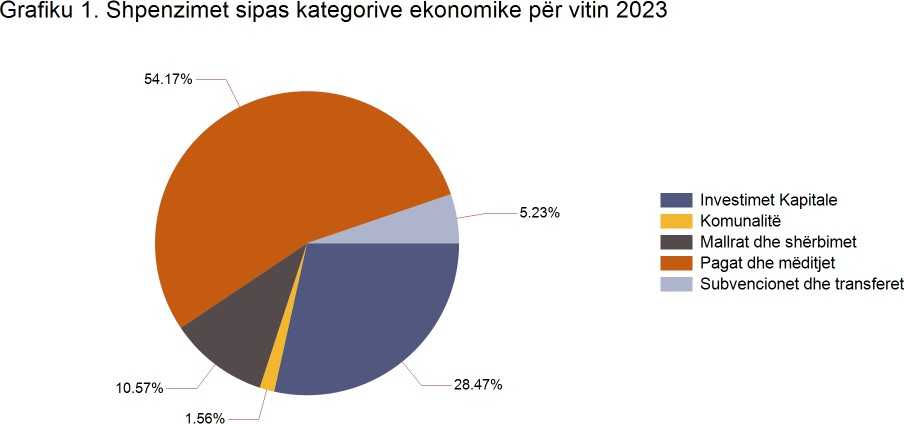 Grafiku 1. Shpenzimet sipas kategorive ekonomike për vitin 2023
54.17%
5.23%
10.57%
1.56%
28.47%
Investimet Kapitale
Komunalitë
Mallrat dhe shërbimet
Pagat dhe mëditjet
Subvencionet dhe transferet